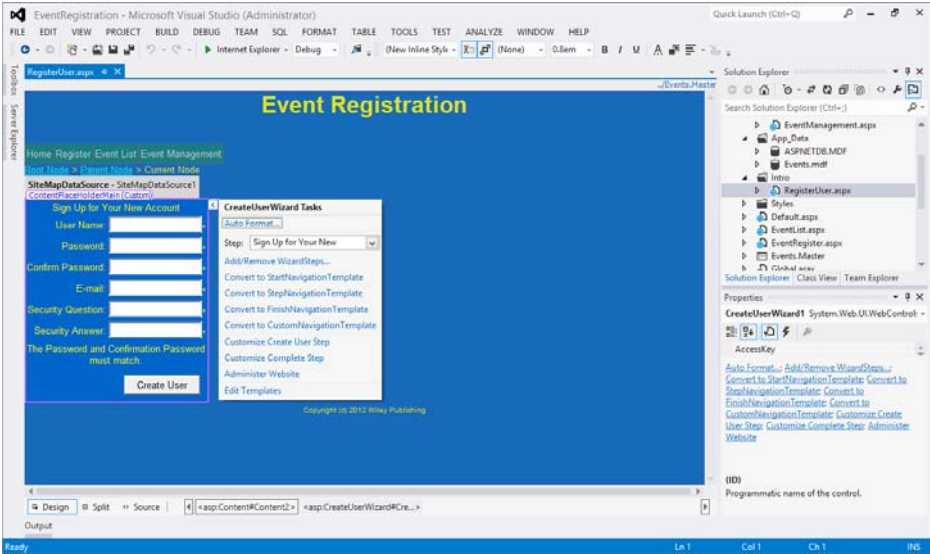 EventRegistration - Microsoft Visual Studio (Administrator)
Quick Launch (Ctrl+Q)
FILE EDIT VIEW PROJECT BUILD DEBUG TEAM SQL FORMAT TABLE TOOLS TEST ANALYZE WINDOW HELP
Internet Explorer - Debug (New Inline Style (None) 0.8em B I U A
Toolbox
Server Explorer
RegisterUser.aspx
../Events.Master
Event Registration
Home Register Event List Event Management
Root Node > Parent Node > Current Node
SiteMapDataSource - SiteMapDataSource1
ContentPlaceHolderMain (Custom)
Sign Up for Your New Account
User Name:
Password:
Confirm Password:
E-mail:
Security Question:
Security Answer:
The Password and Confirmation Password
must match.
Create User
CreateUserWizard Tasks
Auto Format...
Step: Sign Up for Your New
Add/Remove WizardSteps...
Convert to StartNavigationTemplate
Convert to StepNavigationTemplate
Convert to FinishNavigationTemplate
Convert to CustomNavigationTemplate
Customize Create User Step
Customize Complete Step
Administer Website
Edit Templates
Copyright (c) 2012 Wiley Publishing
Design Split Source <asp:Content#Content2> <asp:CreateUserWizard#Cre...>
Output
Solution Explorer
Search Solution Explorer (Ctrl+;)
EventManagement.aspx
App_Data
ASPNETDB.MDF
Events.mdf
Intro
RegisterUser.aspx
Styles
Default.aspx
EventList.aspx
EventRegister.aspx
Events.Master
Global.asax
Solution Explorer Class View Team Explorer
Properties
CreateUserWizard1 System.Web.UI.WebControl
AccessKey
Auto Format..; Add/Remove WizardSteps..;
Convert to StartNavigationTemplate; Convert to
StepNavigationTemplate; Convert to
FinishNavigationTemplate; Convert to
CustomNavigationTemplate; Customize Create
User Step; Customize Complete Step; Administer
Website
(ID)
Programmatic name of the control.
Ready Ln 1 Col 1 Ch 1 INS